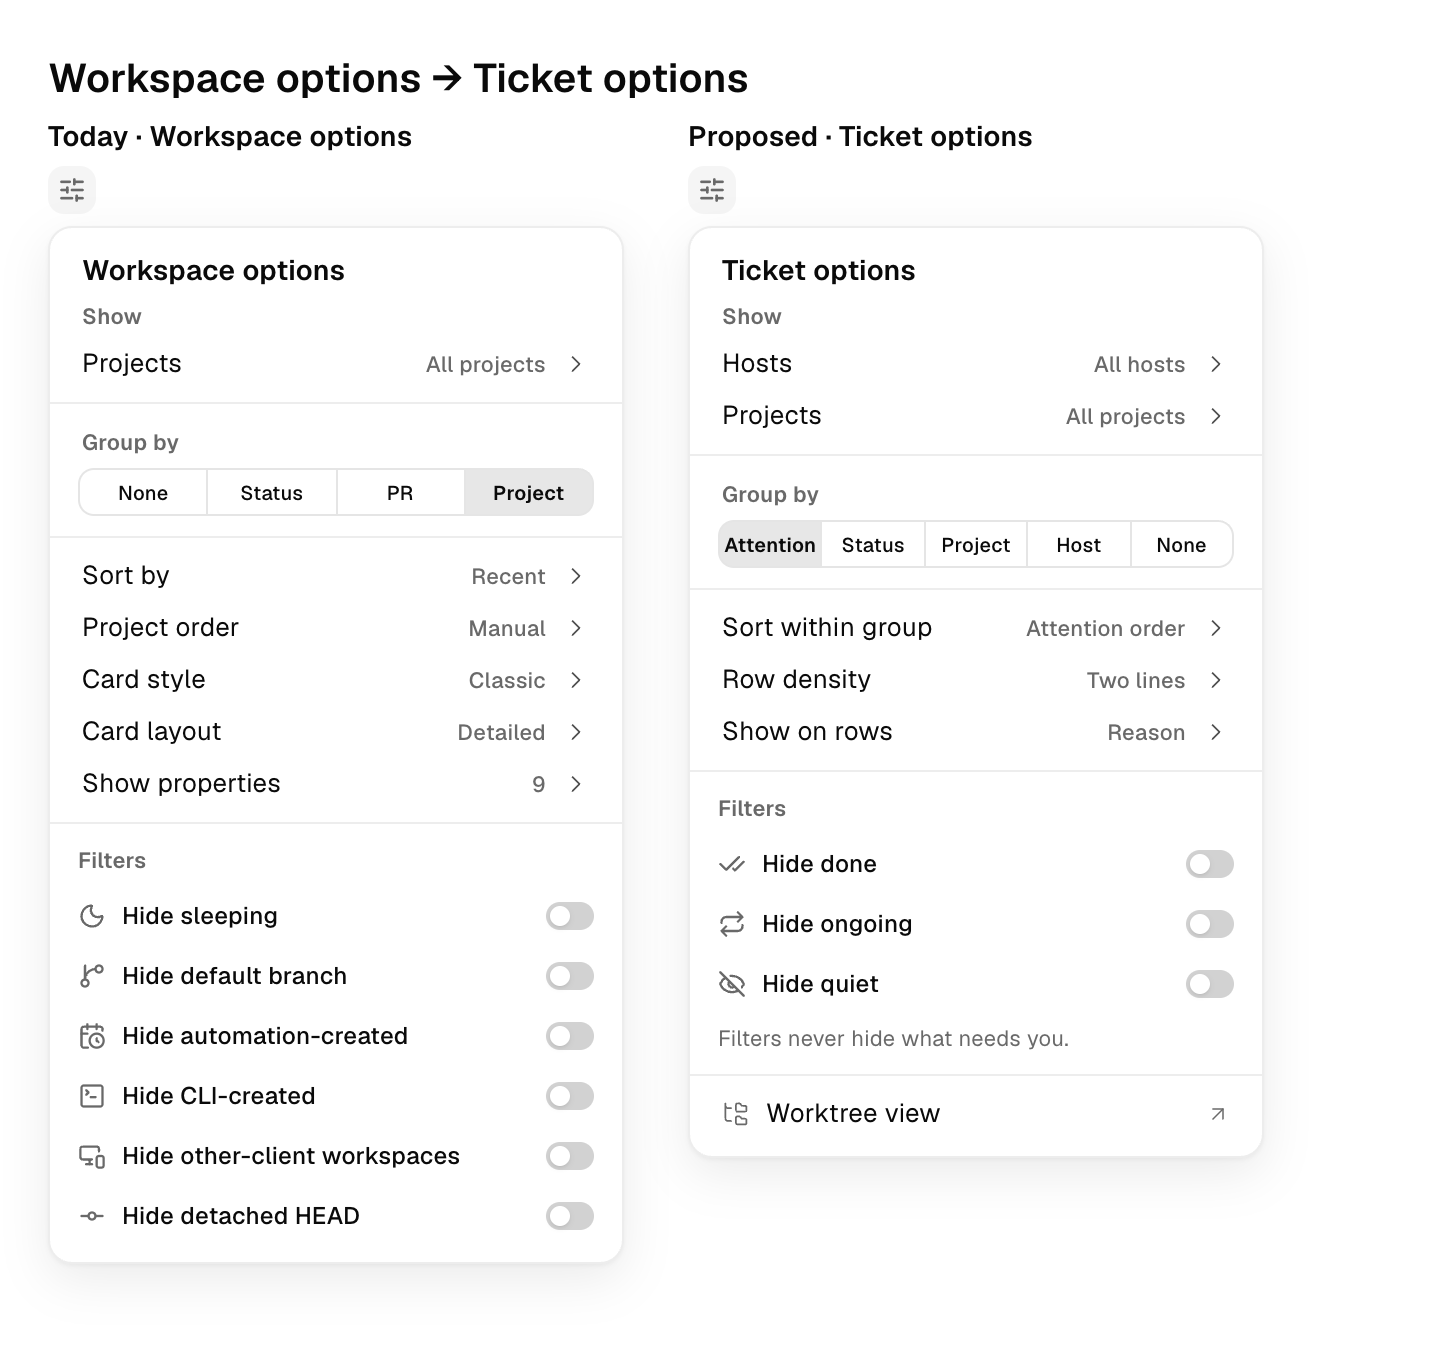 Workspace options → Ticket options
Today · Workspace options
Workspace options
Show
Projects All projects
Group by
None Status PR Project
Sort by Recent
Project order Manual
Card style Classic
Card layout Detailed
Show properties 9
Filters
Hide sleeping
Hide default branch
Hide automation-created
Hide CLI-created
Hide other-client workspaces
Hide detached HEAD
Proposed · Ticket options
Ticket options
Show
Hosts All hosts
Projects All projects
Group by
Attention Status Project Host None
Sort within group Attention order
Row density Two lines
Show on rows Reason
Filters
Hide done
Hide ongoing
Hide quiet
Filters never hide what needs you.
Worktree view